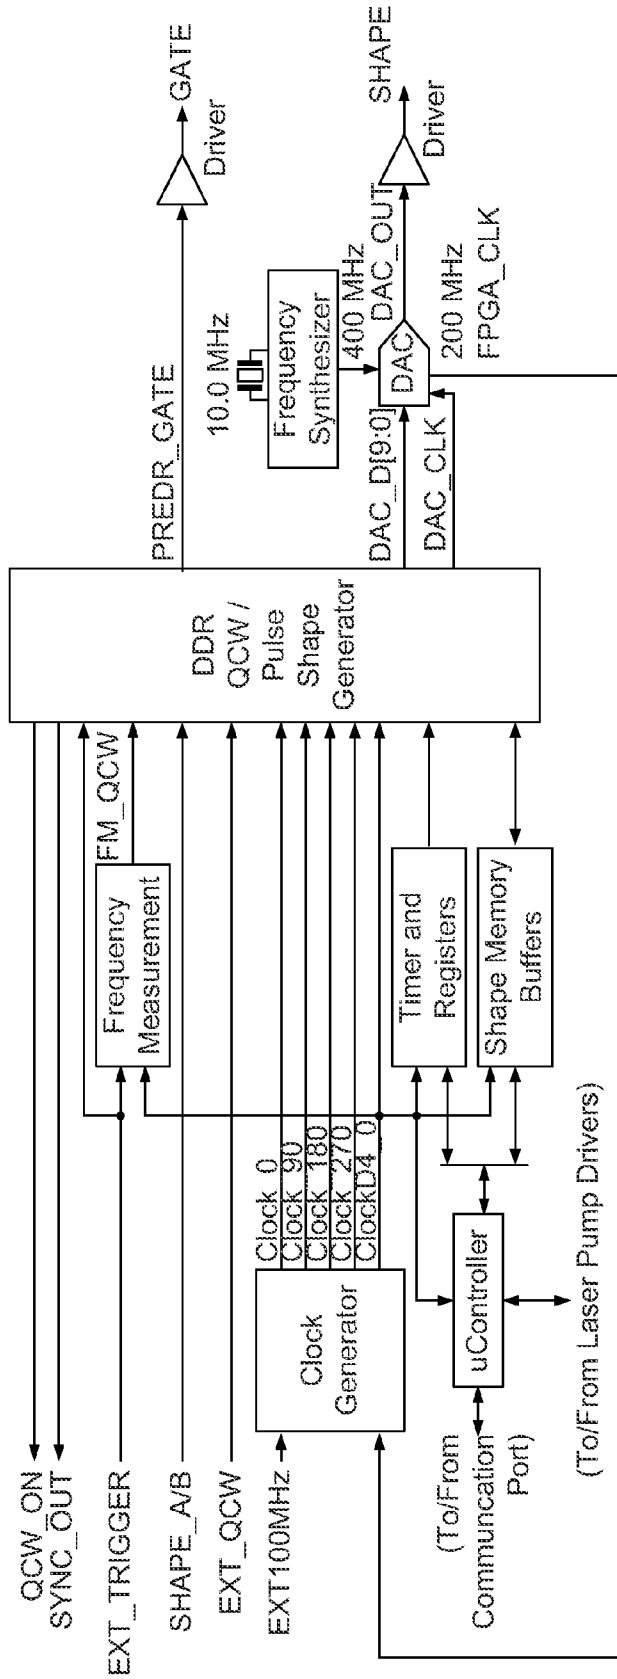 QCW_ON
SYNC_OUT
EXT_TRIGGER
SHAPE_A/B
EXT_QCW
EXT100MHz
(To/From
Communcation
Port)
(To/From Laser Pump Drivers)
Clock
Generator
uController
Clock_0
Clock_90
Clock_180
Clock_270
ClockD4_0
Frequency
Measurement
FM_QCW
Timer and
Registers
Shape Memory
Buffers
DDR
QCW /
Pulse
Shape
Generator
PREDR_GATE
10.0 MHz
Frequency
Synthesizer
400 MHz
DAC_D[9:0]
DAC_CLK
DAC
DAC_OUT
200 MHz
FPGA_CLK
Driver
GATE
Driver
SHAPE